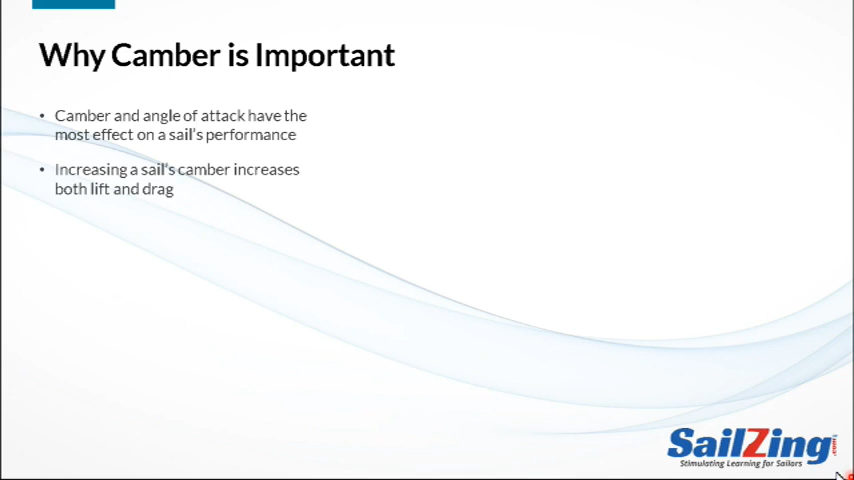 Why Camber is Important
• Camber and angle of attack have the
most effect on a sail's performance
• Increasing a sail's camber increases
both lift and drag
SailZing.com
Stimulating Learning for Sailors